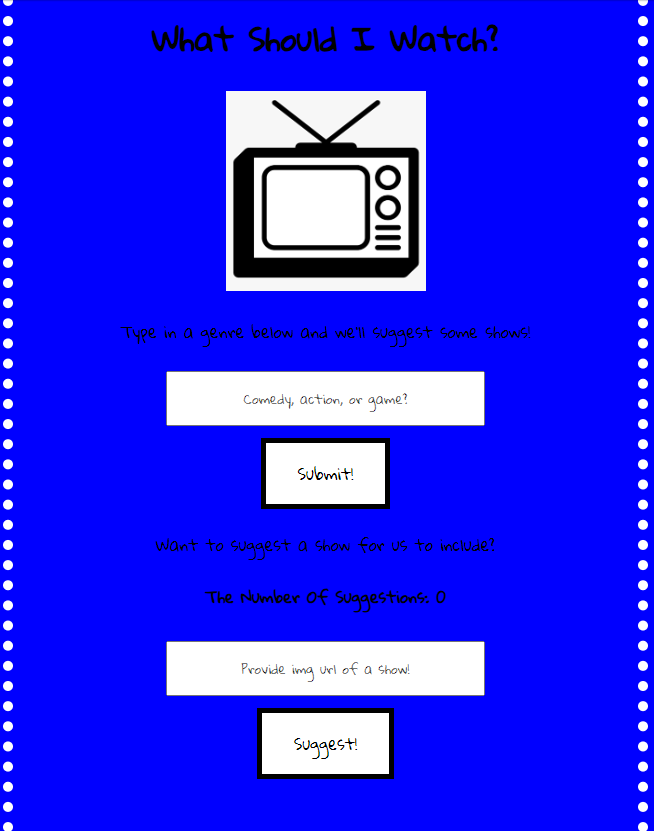 What Should I Watch?
Type in a genre below and we'll suggest some shows!
Comedy, action, or game?
Submit!
Want to suggest a show for us to include?
The Number Of Suggestions: 0
Provide img url of a show!
Suggest!